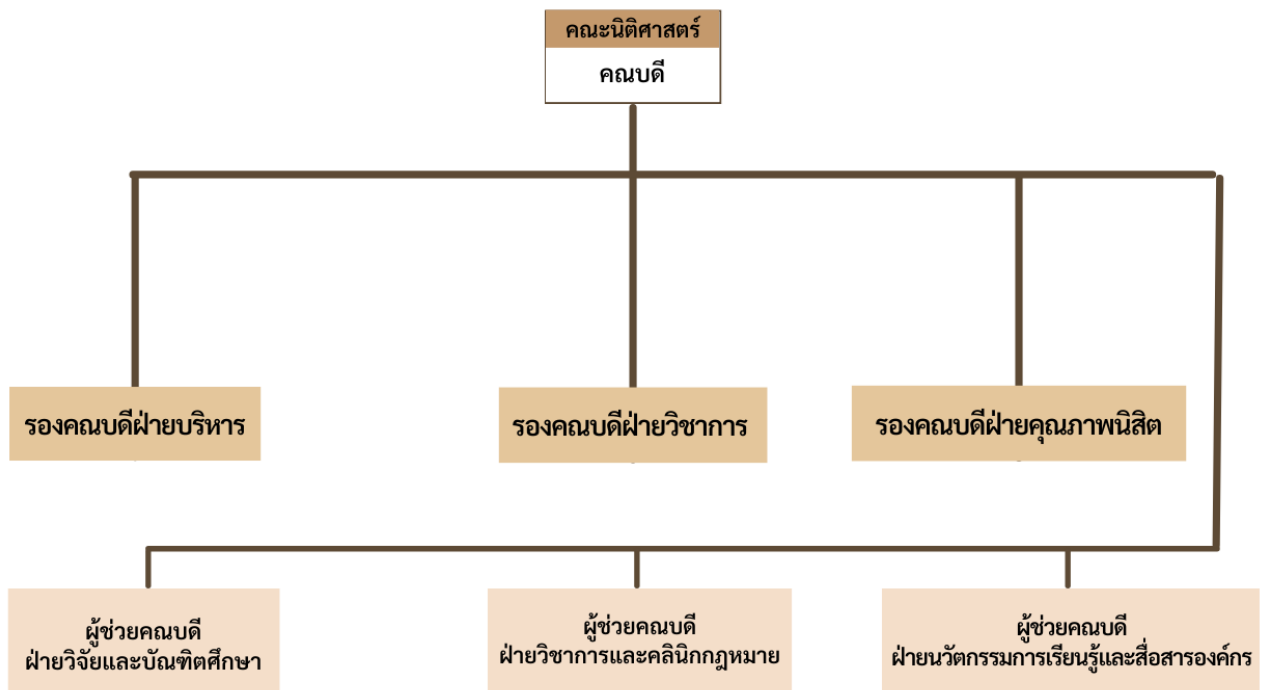 คณะนิติศาสตร์
คณบดี
รองคณบดีฝ่ายบริหาร
รองคณบดีฝ่ายวิชาการ
รองคณบดีฝ่ายคุณภาพนิสิต
ผู้ช่วยคณบดี
ฝ่ายวิจัยและบัณฑิตศึกษา
ผู้ช่วยคณบดี
ฝ่ายวิชาการและคลินิกกฎหมาย
ผู้ช่วยคณบดี
ฝ่ายนวัตกรรมการเรียนรู้และสื่อสารองค์กร